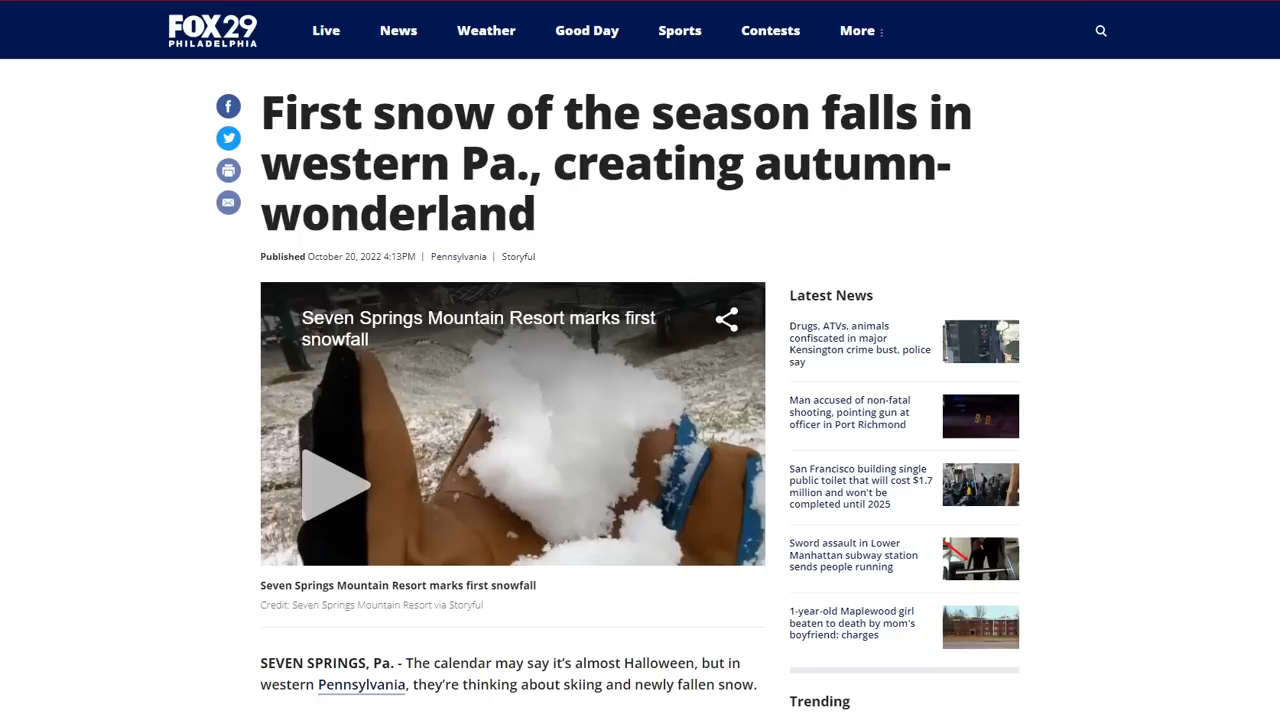 FOX 29
PHILADELPHIA
Live
News
Weather
Good Day
Sports
Contests
More
First snow of the season falls in
western Pa., creating autumn-
wonderland
Published October 20, 2022 4:13PM | Pennsylvania | Storyful
Seven Springs Mountain Resort marks first
snowfall
Seven Springs Mountain Resort marks first snowfall
Credit: Seven Springs Mountain Resort via Storyful
SEVEN SPRINGS, Pa. - The calendar may say it's almost Halloween, but in
western Pennsylvania, they're thinking about skiing and newly fallen snow.
Latest News
Drugs, ATVs, animals
confiscated in major
Kensington crime bust, police
say
Man accused of non-fatal
shooting, pointing gun at
officer in Port Richmond
San Francisco building single
public toilet that will cost $1.7
million and won't be
completed until 2025
Sword assault in Lower
Manhattan subway station
sends people running
1-year-old Maplewood girl
beaten to death by mom's
boyfriend: charges
Trending